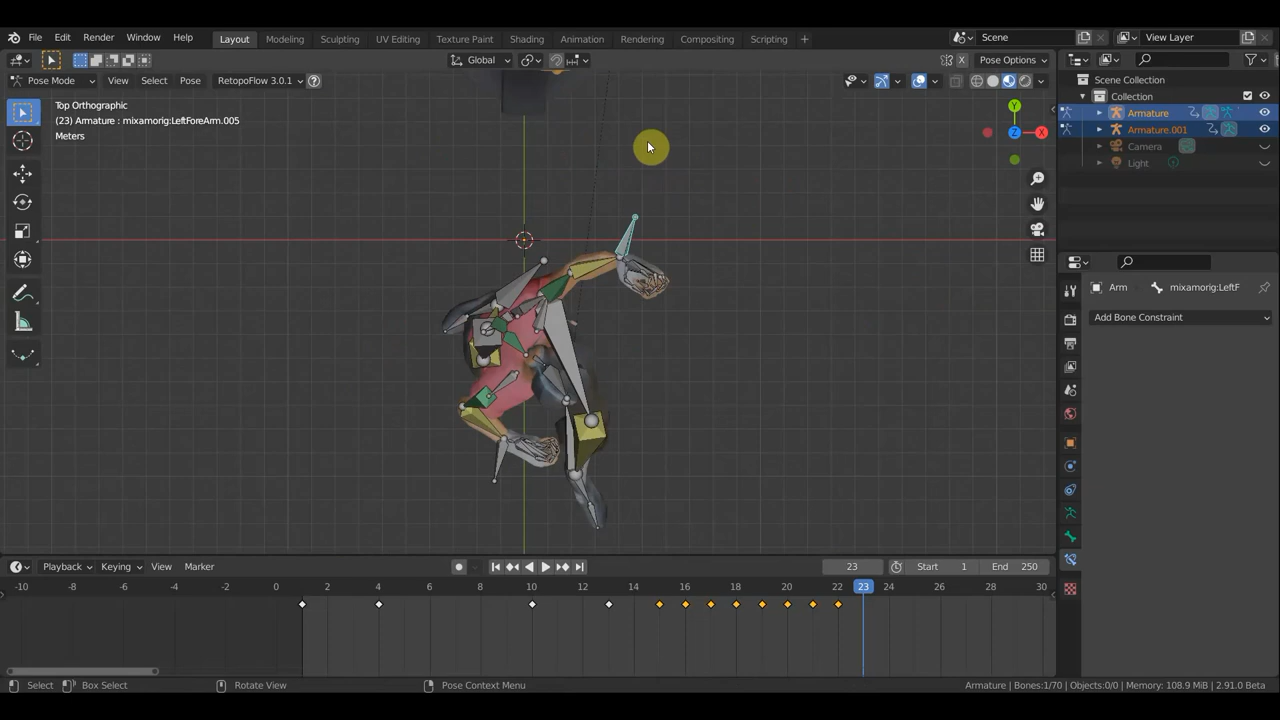 File Edit Render Window Help Layout Modeling Sculpting UV Editing Texture Paint Shading Animation Rendering Compositing Scripting + Scene View Layer
Global Pose Options
Pose Mode View Select Pose RetopoFlow 3.0.1 ?
Top Orthographic
(23) Armature : mixamorig:LeftForeArm.005
Meters
Y
Z X
Scene Collection
Collection
Armature
Armature.001
Camera
Light
Arm mixamorig:LeftF
Add Bone Constraint
Playback Keying View Marker 23 Start 1 End 250
-10 -8 -6 -4 -2 0 2 4 6 8 10 12 14 16 18 20 22 23 24 26 28 30
Select Box Select Rotate View Pose Context Menu Armature | Bones:1/70 | Objects:0/0 | Memory: 108.9 MiB | 2.91.0 Beta